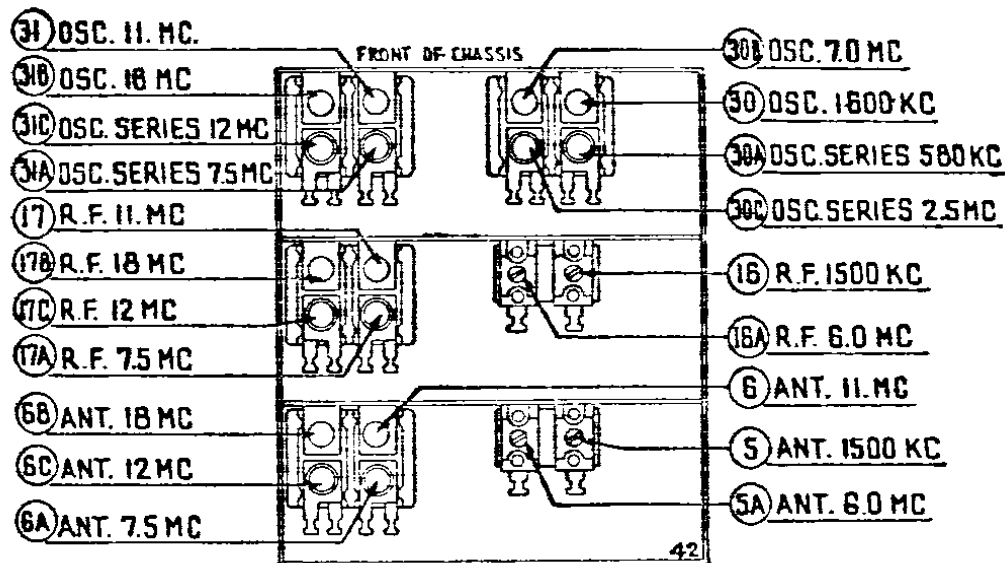 FRONT OF CHASSIS
31 OSC. 11. MC.
31B OSC. 18 MC
31C OSC. SERIES 12 MC
31A OSC. SERIES 7.5 MC
17 R.F. 11. MC
17B R.F. 18 MC
17C R.F. 12 MC
17A R.F. 7.5 MC
6B ANT. 18 MC
6C ANT. 12 MC
6A ANT. 7.5 MC
30B OSC. 7.0 MC
30 OSC. 1600 KC
30A OSC. SERIES 580 KC
30C OSC. SERIES 2.5 MC
16 R.F. 1500 KC
16A R.F. 6.0 MC
6 ANT. 11. MC
5 ANT. 1500 KC
5A ANT. 6.0 MC
42